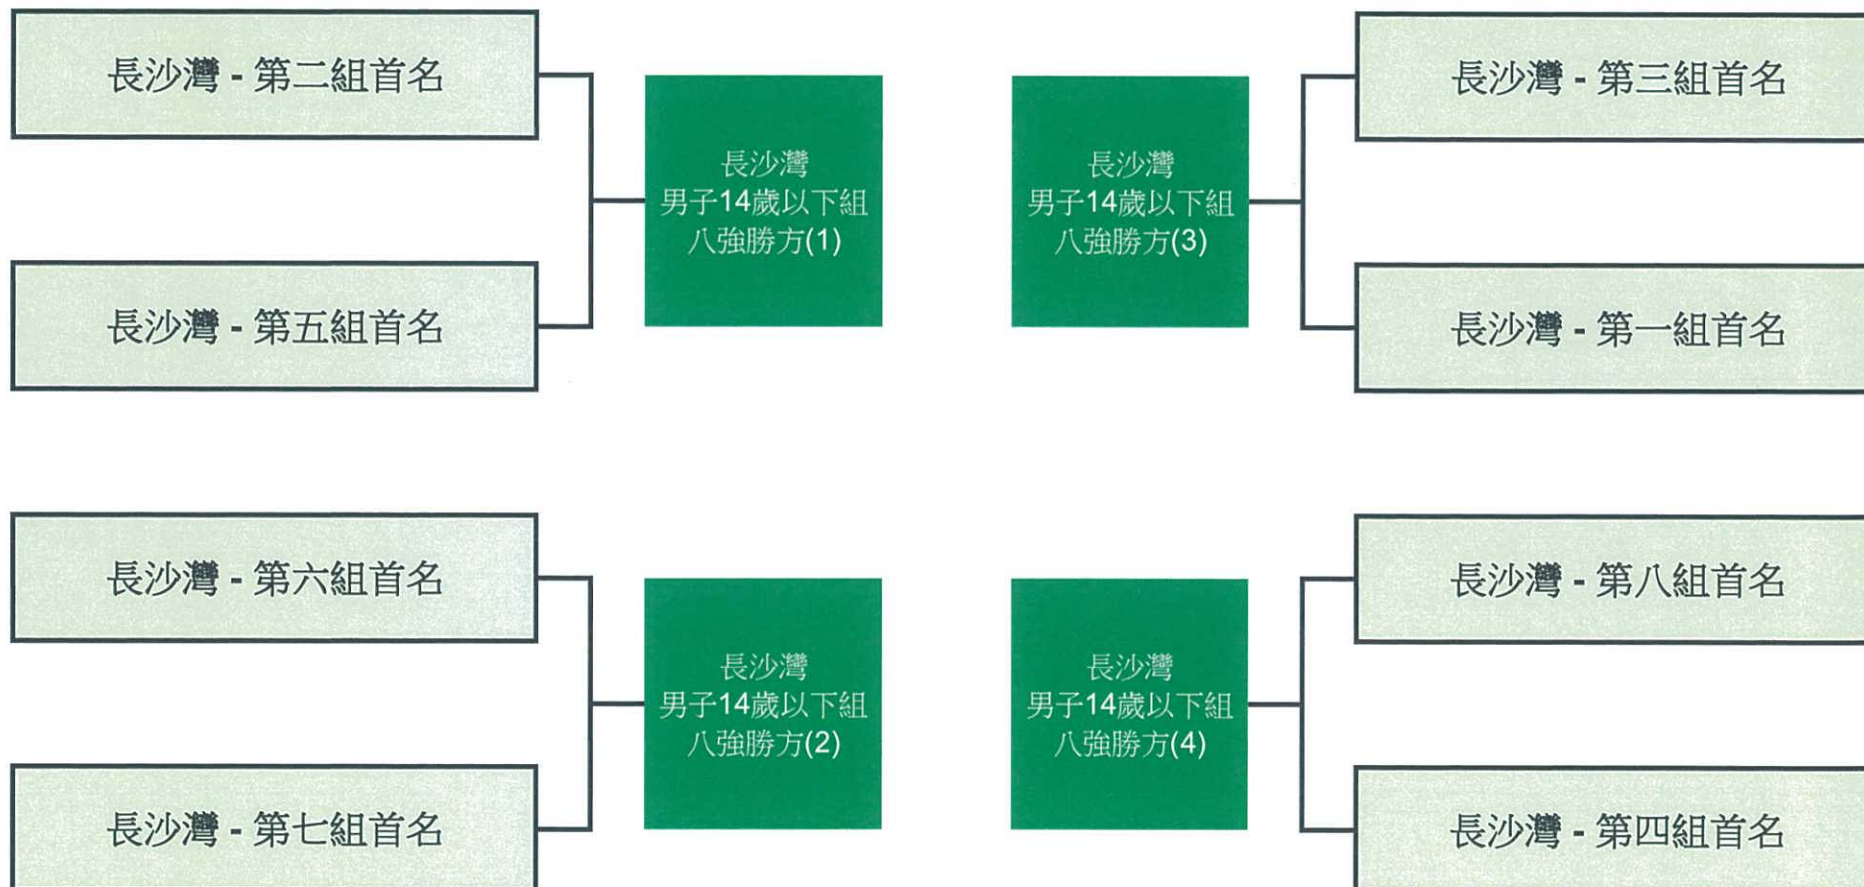 長沙灣 - 第二組首名
長沙灣 - 第五組首名
長沙灣
男子14歲以下組
八強勝方(1)
長沙灣
男子14歲以下組
八強勝方(3)
長沙灣 - 第三組首名
長沙灣 - 第一組首名
長沙灣 - 第六組首名
長沙灣 - 第七組首名
長沙灣
男子14歲以下組
八強勝方(2)
長沙灣
男子14歲以下組
八強勝方(4)
長沙灣 - 第八組首名
長沙灣 - 第四組首名